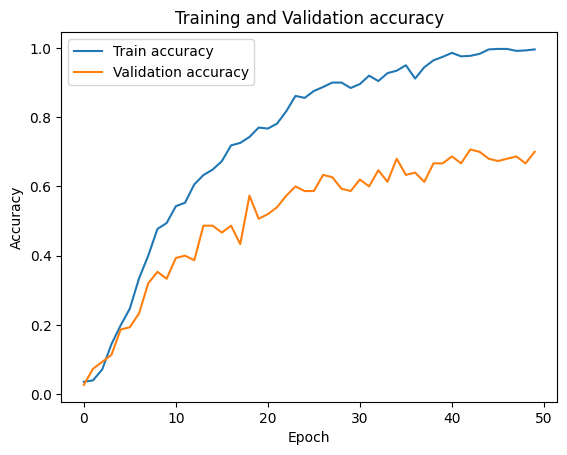 Training and Validation accuracy
Train accuracy
Validation accuracy
1.0
0.8
0.6
0.4
0.2
0.0
Accuracy
0 10 20 30 40 50
Epoch